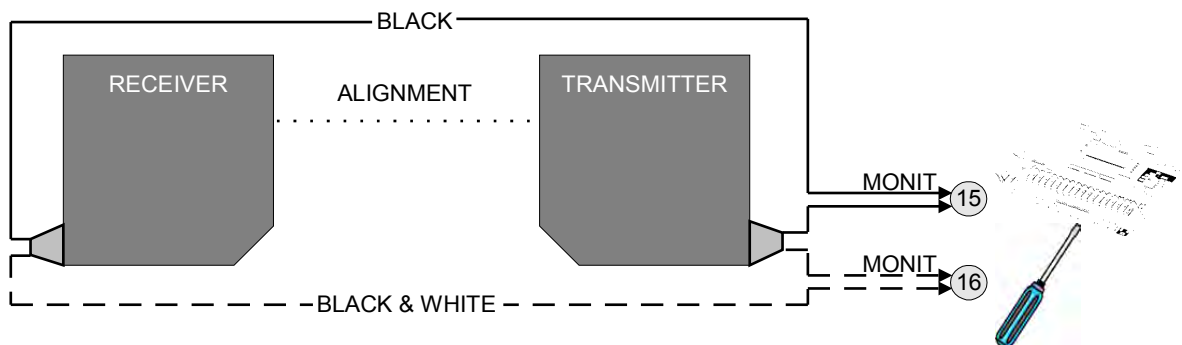 BLACK
RECEIVER
ALIGNMENT
TRANSMITTER
MONIT
15
MONIT
16
BLACK & WHITE